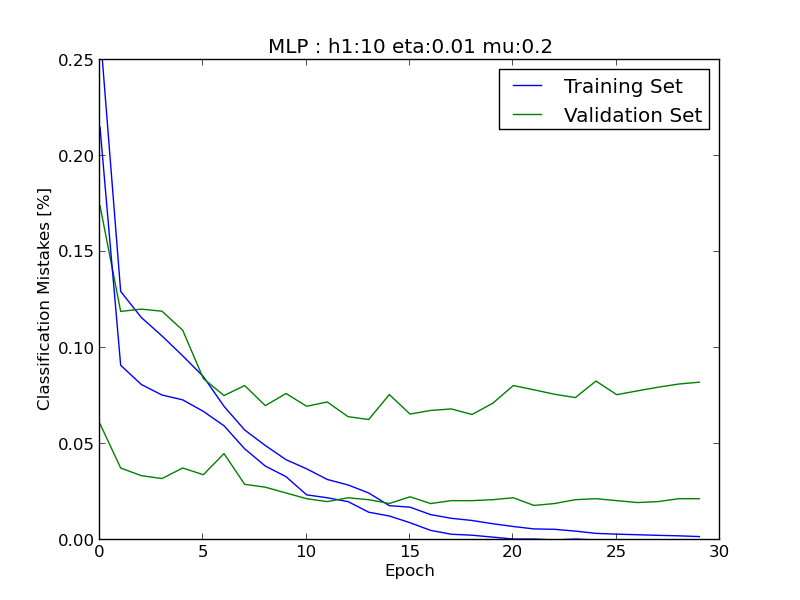 MLP : h1:10 eta:0.01 mu:0.2
Training Set
Validation Set
Classification Mistakes [%]
0.25
0.20
0.15
0.10
0.05
0.00
0 5 10 15 20 25 30
Epoch